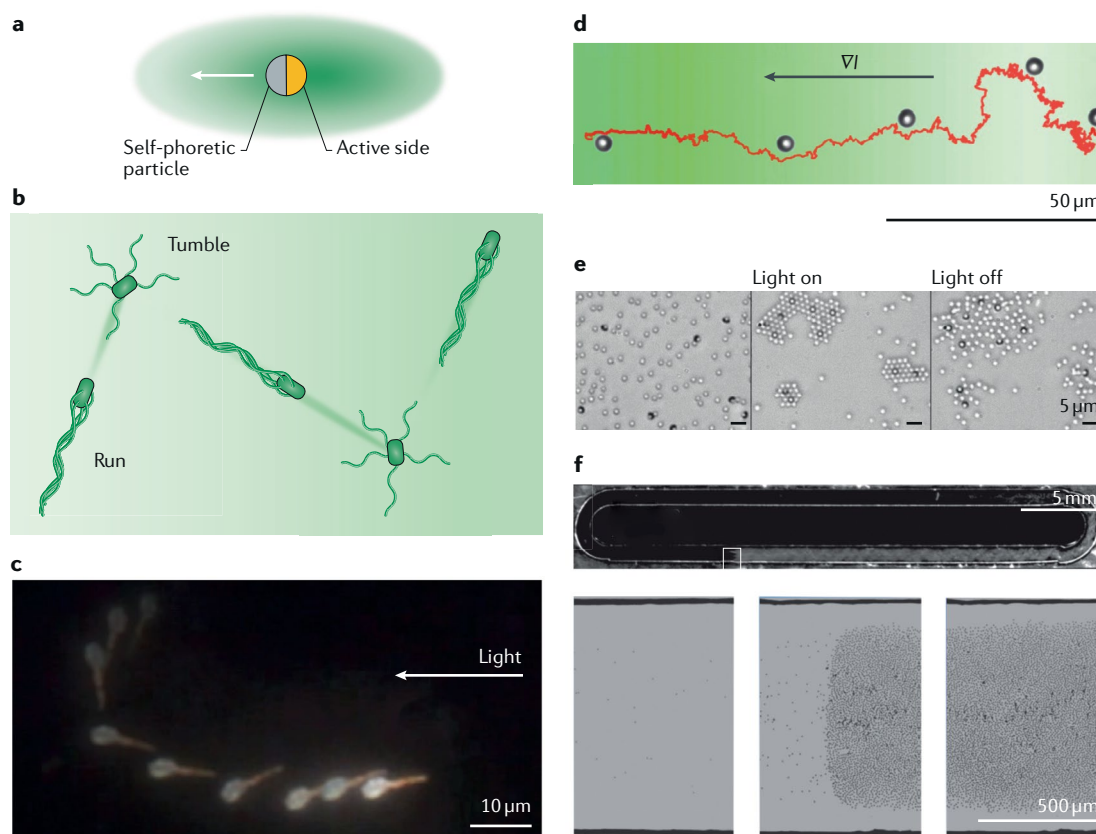 a
Self-phoretic
particle
Active side
b
Tumble
Run
c
Light
10 µm
d
∇I
50 µm
e
Light on
Light off
5 µm
f
5 mm
500 µm